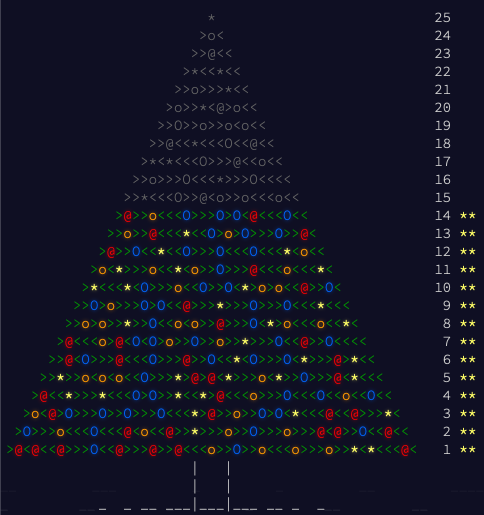 * 25
>o< 24
>>@<< 23
>*<<*<< 22
>>o>>>*<< 21
>o>>*<@>o<< 20
>>O>>o>>o<o<< 19
>>@<<*<<<O<<@<< 18
>*<*<<<O>>>@<<o<< 17
>>o>>>O<<<*>>>O<<<< 16
>>*<<<O>>@<o>>o<<<o<< 15
>@>>o<<<O>>>O<O<@<<<O<< 14 **
>>o>>@<<<*<<O>o>O>>>O>>@< 13 **
>@>>O<<*<<O>>>O<<<O<<<*<o<< 12 **
>o<*>>>o<<*>o>>>>>>@<<<o<<<*< 11 **
>*<<<*>>O>o<<<O>>O<*>o>o<<@>>O< 10 **
>>O>o>>>O>O<<<@>>>*>>>O>>>O<<O<<< 9 **
>>o>o>>*>>O<<o<o>>@>>O<<*<o<<o<<<*< 8 **
>@<<<@>>O<O>>o>>O>>o>>*>>>O<<@>>O<<<< 7 **
>>@<O>>>@<<<O>>>@>>O<<*<O>>>O<*>>>@>*<< 6 **
>>*>>o<o<o>>>O<<*>@>@*<<<<o<*>>>>>>@<*<<< 5 **
>@<<*>>>*>>>O>O<<*>*>>O<<*>>o<<O<<O<<o<<O<< 4 **
>o<@>O>>>O>>O>>>O<<<*>@>>o>>O<O<*<<<@<<@<<<*< 3 **
>O>>>o<<<O<<<@<o<<@<<*>>>o>>O>>>o>>>>@>O<<@<O<< 2 **
>@<@<<@>>>O<<@>>>@>>@<<<o>>O<<o<<<o>>>o>>*<*<<<@< 1 **